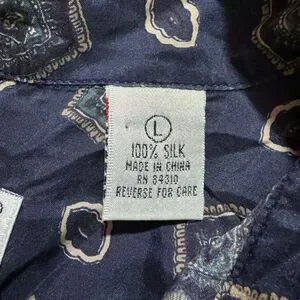 L
100% SILK
MADE IN CHINA
RN 84310
REVERSE FOR CARE